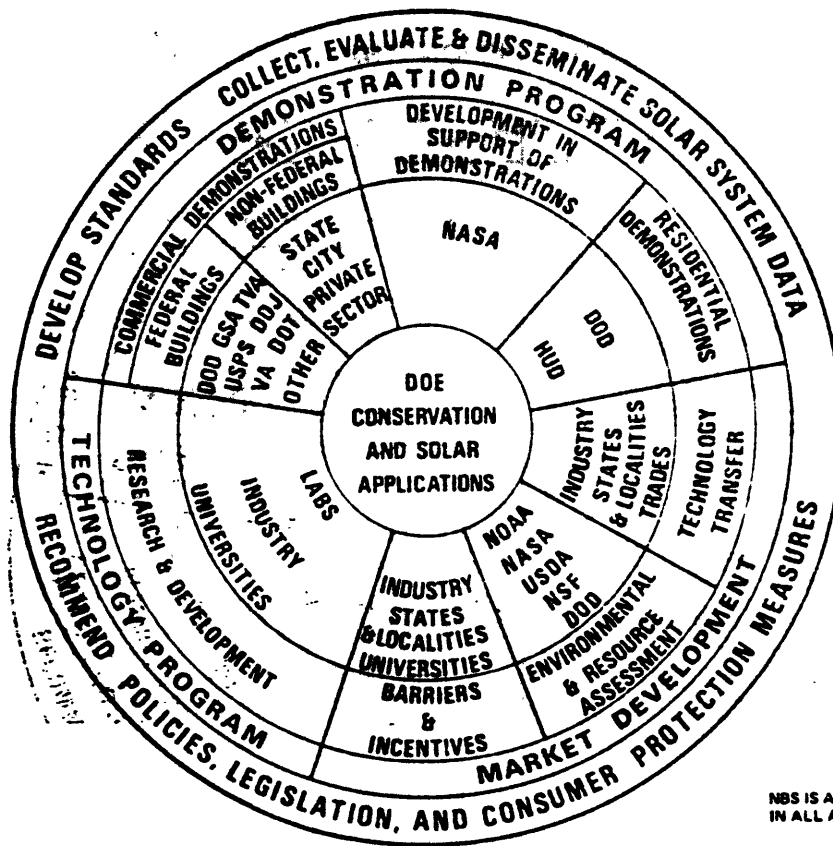 DEVELOP STANDARDS COLLECT, EVALUATE & DISSEMINATE SOLAR SYSTEM DATA
DEMONSTRATION PROGRAM
COMMERCIAL DEMONSTRATIONS
FEDERAL
BUILDINGS
NON-FEDERAL
BUILDINGS
DEVELOPMENT IN
SUPPORT OF
DEMONSTRATIONS
RESIDENTIAL
DEMONSTRATIONS
DOD GSA TVA
USPS DOJ
VA DOT
OTHER
STATE
CITY
PRIVATE
SECTOR
NASA
DOD
HUD
DOE
CONSERVATION
AND SOLAR
APPLICATIONS
INDUSTRY
STATES
& LOCALITIES
TRADES
TECHNOLOGY
TRANSFER
NOAA
NASA
USDA
NSF
DOD
ENVIRONMENTAL
& RESOURCE
ASSESSMENT
INDUSTRY
STATES
& LOCALITIES
UNIVERSITIES
BARRIERS
&
INCENTIVES
MARKET DEVELOPMENT
LABS
INDUSTRY
UNIVERSITIES
RESEARCH & DEVELOPMENT
TECHNOLOGY PROGRAM
RECOMMEND POLICIES, LEGISLATION, AND CONSUMER PROTECTION MEASURES
NBS IS A
IN ALL A